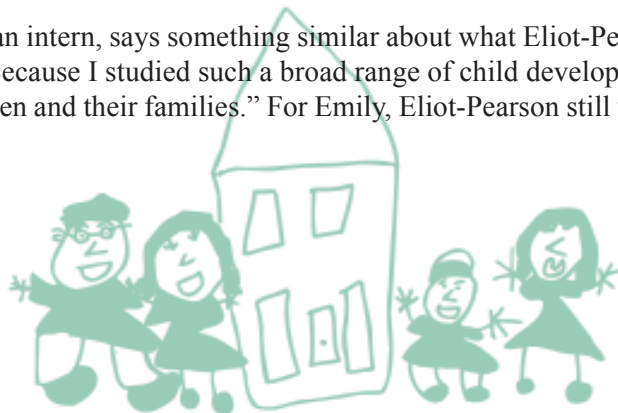 an intern, says something similar about what Eliot-Pe
ecause I studied such a broad range of child develop
en and their families.” For Emily, Eliot-Pearson still